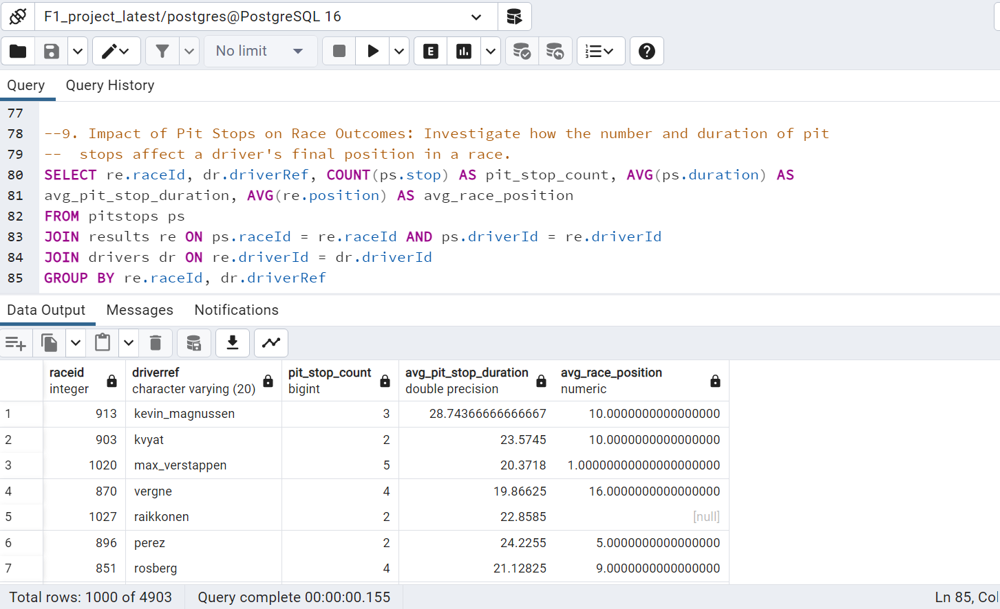 F1_project_latest/postgres@PostgreSQL 16
No limit
E
Query Query History
77
78 --9. Impact of Pit Stops on Race Outcomes: Investigate how the number and duration of pit
79 --  stops affect a driver's final position in a race.
80 SELECT re.raceId, dr.driverRef, COUNT(ps.stop) AS pit_stop_count, AVG(ps.duration) AS
81 avg_pit_stop_duration, AVG(re.position) AS avg_race_position
82 FROM pitstops ps
83 JOIN results re ON ps.raceId = re.raceId AND ps.driverId = re.driverId
84 JOIN drivers dr ON re.driverId = dr.driverId
85 GROUP BY re.raceId, dr.driverRef
Data Output Messages Notifications
raceid driverref pit_stop_count avg_pit_stop_duration avg_race_position
integer character varying (20) bigint double precision numeric
1 913 kevin_magnussen 3 28.74366666666667 10.0000000000000000
2 903 kvyat 2 23.5745 10.0000000000000000
3 1020 max_verstappen 5 20.3718 1.00000000000000000000
4 870 vergne 4 19.86625 16.0000000000000000
5 1027 raikkonen 2 22.8585 [null]
6 896 perez 2 24.2255 5.0000000000000000
7 851 rosberg 4 21.12825 9.0000000000000000
Total rows: 1000 of 4903 Query complete 00:00:00.155 Ln 85, Col